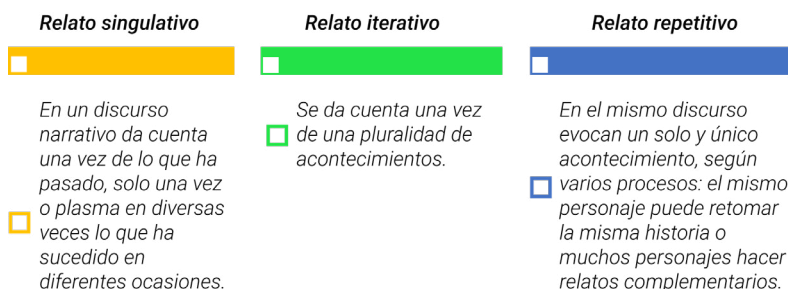 Relato singulativo
En un discurso
narrativo da cuenta
una vez de lo que ha
pasado, solo una vez
o plasma en diversas
veces lo que ha
sucedido en
diferentes ocasiones.
Relato iterativo
Se da cuenta una vez
de una pluralidad de
acontecimientos.
Relato repetitivo
En el mismo discurso
evocan un solo y único
acontecimiento, según
varios procesos: el mismo
personaje puede retomar
la misma historia o
muchos personajes hacer
relatos complementarios.